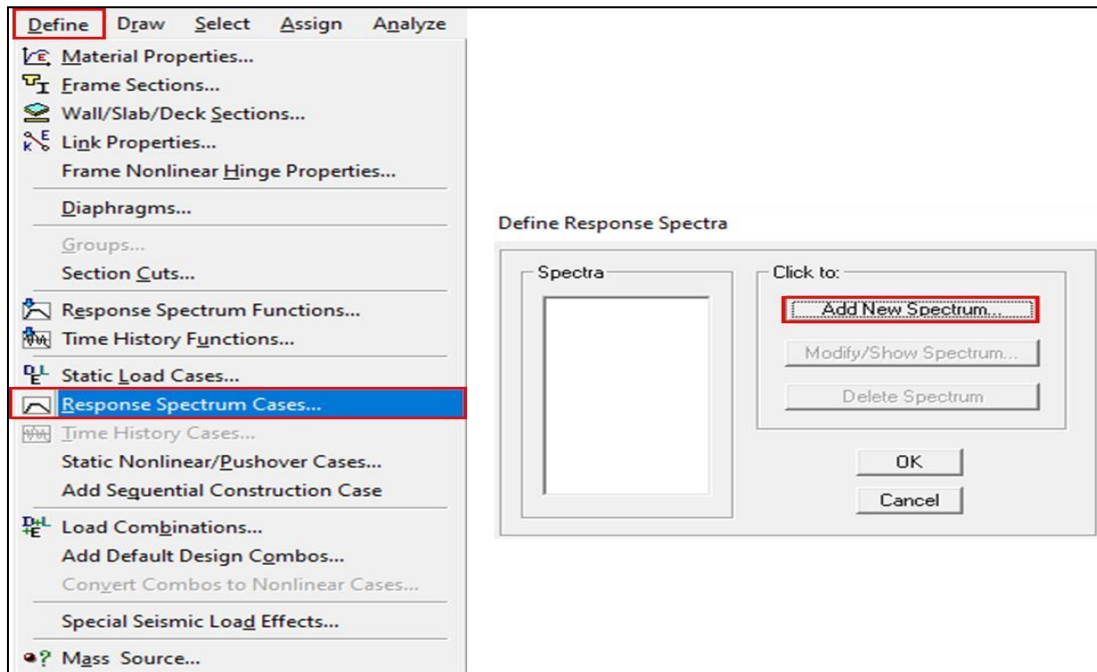 Define Draw Select Assign Analyze
Material Properties...
Frame Sections...
Wall/Slab/Deck Sections...
Link Properties...
Frame Nonlinear Hinge Properties...
Diaphragms...
Groups...
Section Cuts...
Response Spectrum Functions...
Time History Functions...
Static Load Cases...
Response Spectrum Cases...
Time History Cases...
Static Nonlinear/Pushover Cases...
Add Sequential Construction Case
Load Combinations...
Add Default Design Combos...
Convert Combos to Nonlinear Cases...
Special Seismic Load Effects...
Mass Source...
Define Response Spectra
Spectra
Click to:
Add New Spectrum...
Modify/Show Spectrum...
Delete Spectrum
OK
Cancel